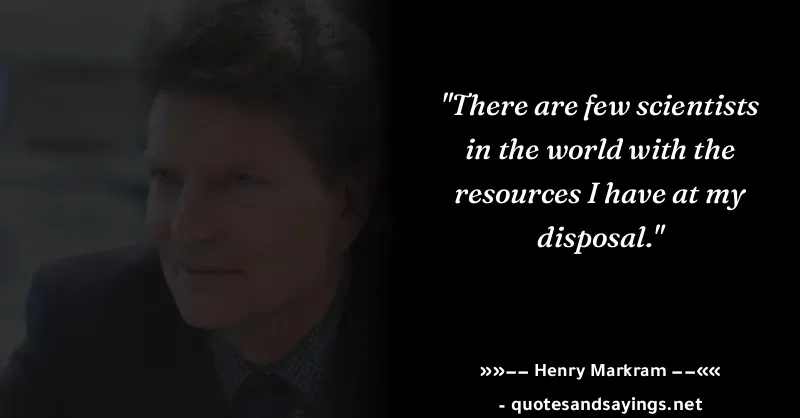 "There are few scientists
in the world with the
resources I have at my
disposal."
»»–– Henry Markram ––««
- quotesandsayings.net